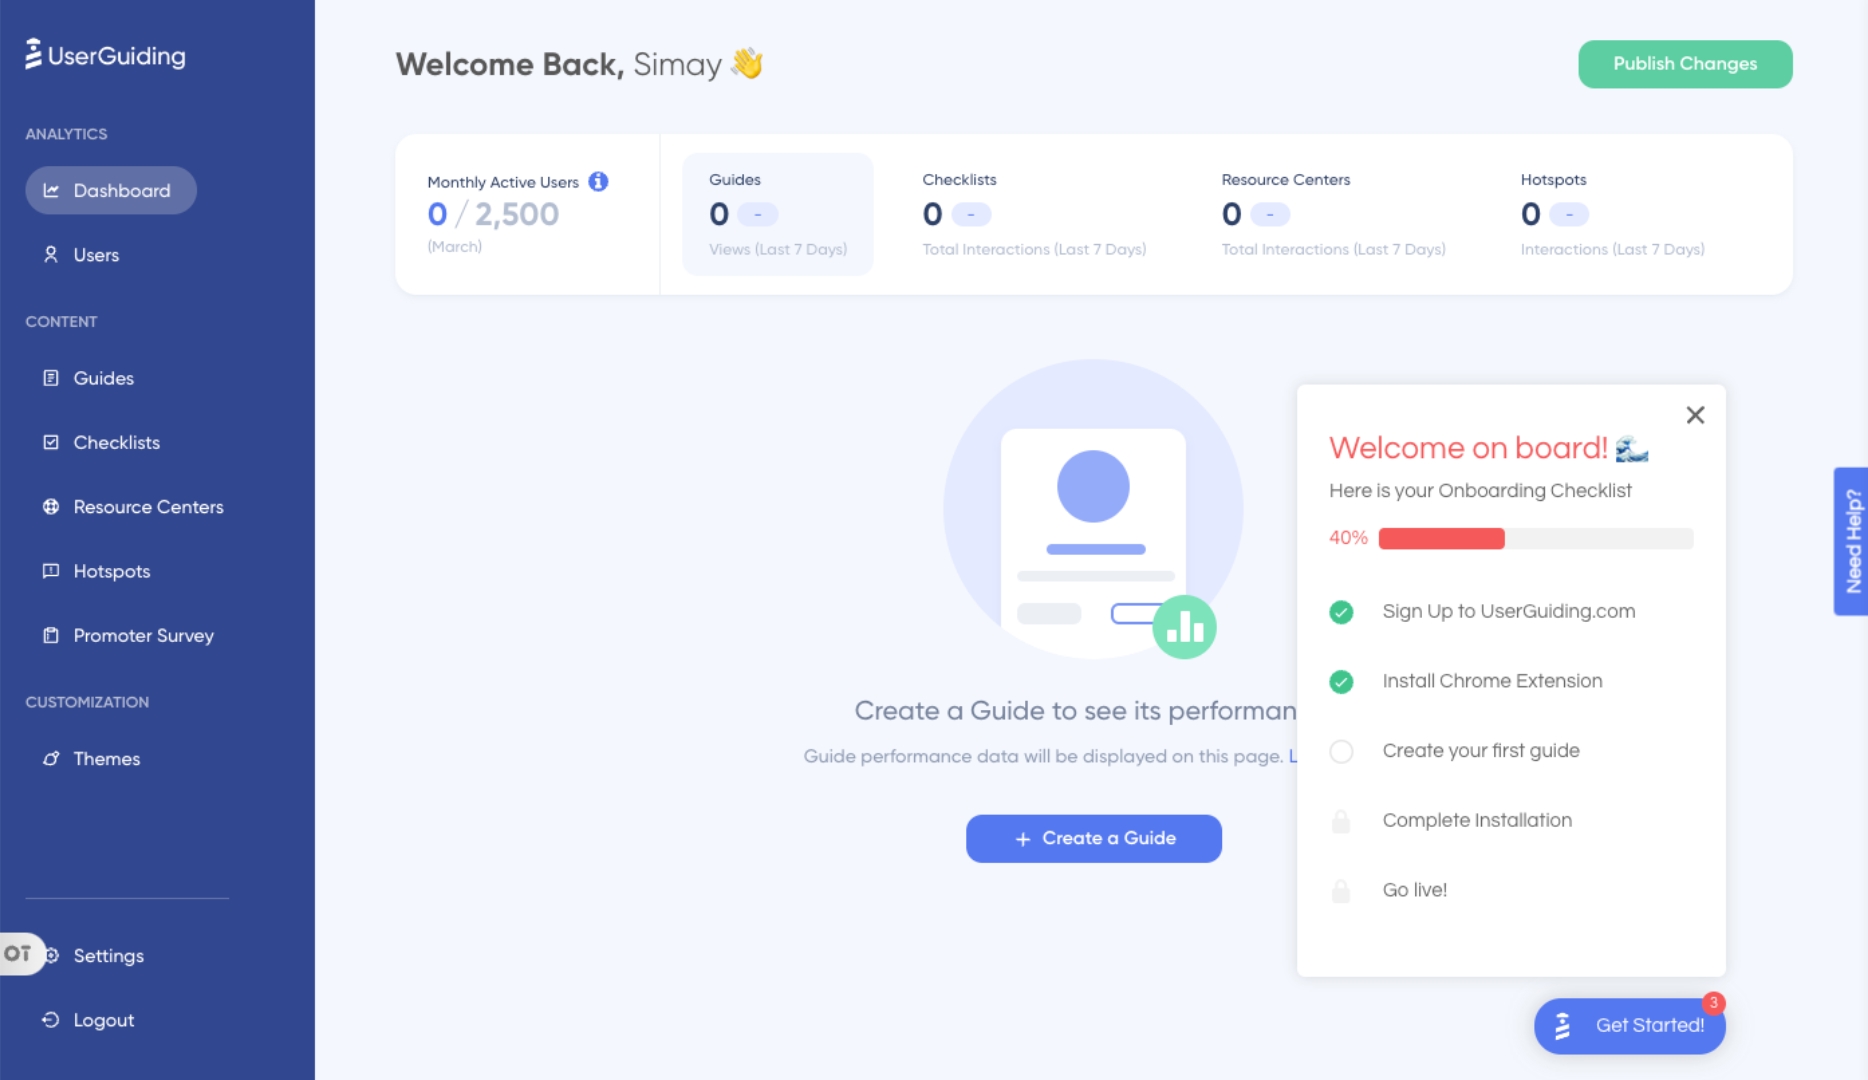 UserGuiding
ANALYTICS
Dashboard
Users
CONTENT
Guides
Checklists
Resource Centers
Hotspots
Promoter Survey
CUSTOMIZATION
Themes
Settings
Logout
Welcome Back, Simay 👋
Publish Changes
Monthly Active Users
0 / 2,500
(March)
Guides
0 -
Views (Last 7 Days)
Checklists
0 -
Total Interactions (Last 7 Days)
Resource Centers
0 -
Total Interactions (Last 7 Days)
Hotspots
0 -
Interactions (Last 7 Days)
Create a Guide to see its
Guide performance data will be displayed on this page.
+ Create a Guide
Welcome on board! 🌊
Here is your Onboarding Checklist
40%
Sign Up to UserGuiding.com
Install Chrome Extension
Create your first guide
Complete Installation
Go live!
3
Get Started!
Need Help?